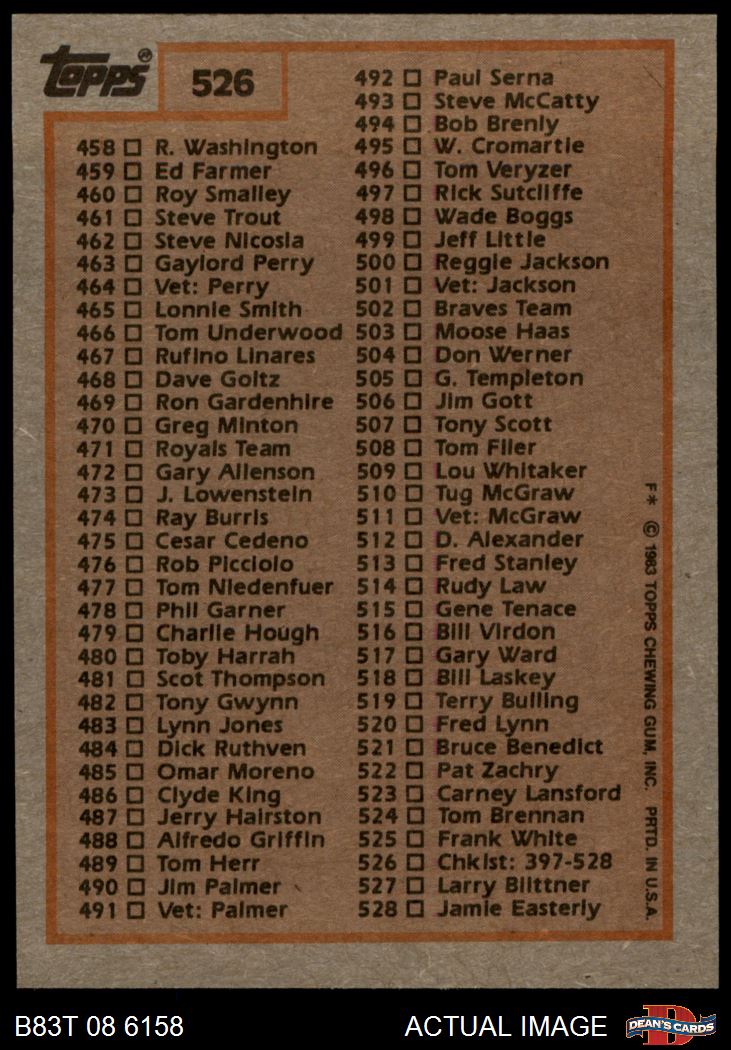 Topps
526
458 R. Washington
459 Ed Farmer
460 Roy Smalley
461 Steve Trout
462 Steve Nicosia
463 Gaylord Perry
464 Vet: Perry
465 Lonnie Smith
466 Tom Underwood
467 Rufino Linares
468 Dave Goltz
469 Ron Gardenhire
470 Greg Minton
471 Royals Team
472 Gary Allenson
473 J. Lowenstein
474 Ray Burris
475 Cesar Cedeno
476 Rob Picciolo
477 Tom Niedenfuer
478 Phil Garner
479 Charlie Hough
480 Toby Harrah
481 Scot Thompson
482 Tony Gwynn
483 Lynn Jones
484 Dick Ruthven
485 Omar Moreno
486 Clyde King
487 Jerry Hairston
488 Alfredo Griffin
489 Tom Herr
490 Jim Palmer
491 Vet: Palmer
492 Paul Serna
493 Steve McCatty
494 Bob Brenly
495 W. Cromartie
496 Tom Veryzer
497 Rick Sutcliffe
498 Wade Boggs
499 Jeff Little
500 Reggie Jackson
501 Vet: Jackson
502 Braves Team
503 Moose Haas
504 Don Werner
505 G. Templeton
506 Jim Gott
507 Tony Scott
508 Tom Filer
509 Lou Whitaker
510 Tug McGraw
511 Vet: McGraw
512 D. Alexander
513 Fred Stanley
514 Rudy Law
515 Gene Tenace
516 Bill Virdon
517 Gary Ward
518 Bill Laskey
519 Terry Bulling
520 Fred Lynn
521 Bruce Benedict
522 Pat Zachry
523 Carney Lansford
524 Tom Brennan
525 Frank White
526 Chklst: 397-528
527 Larry Biittner
528 Jamie Easterly
F* © 1983 TOPPS CHEWING GUM, INC. PRTD. IN U.S.A.
B83T 08 6158
ACTUAL IMAGE
D
DEAN'S CARDS